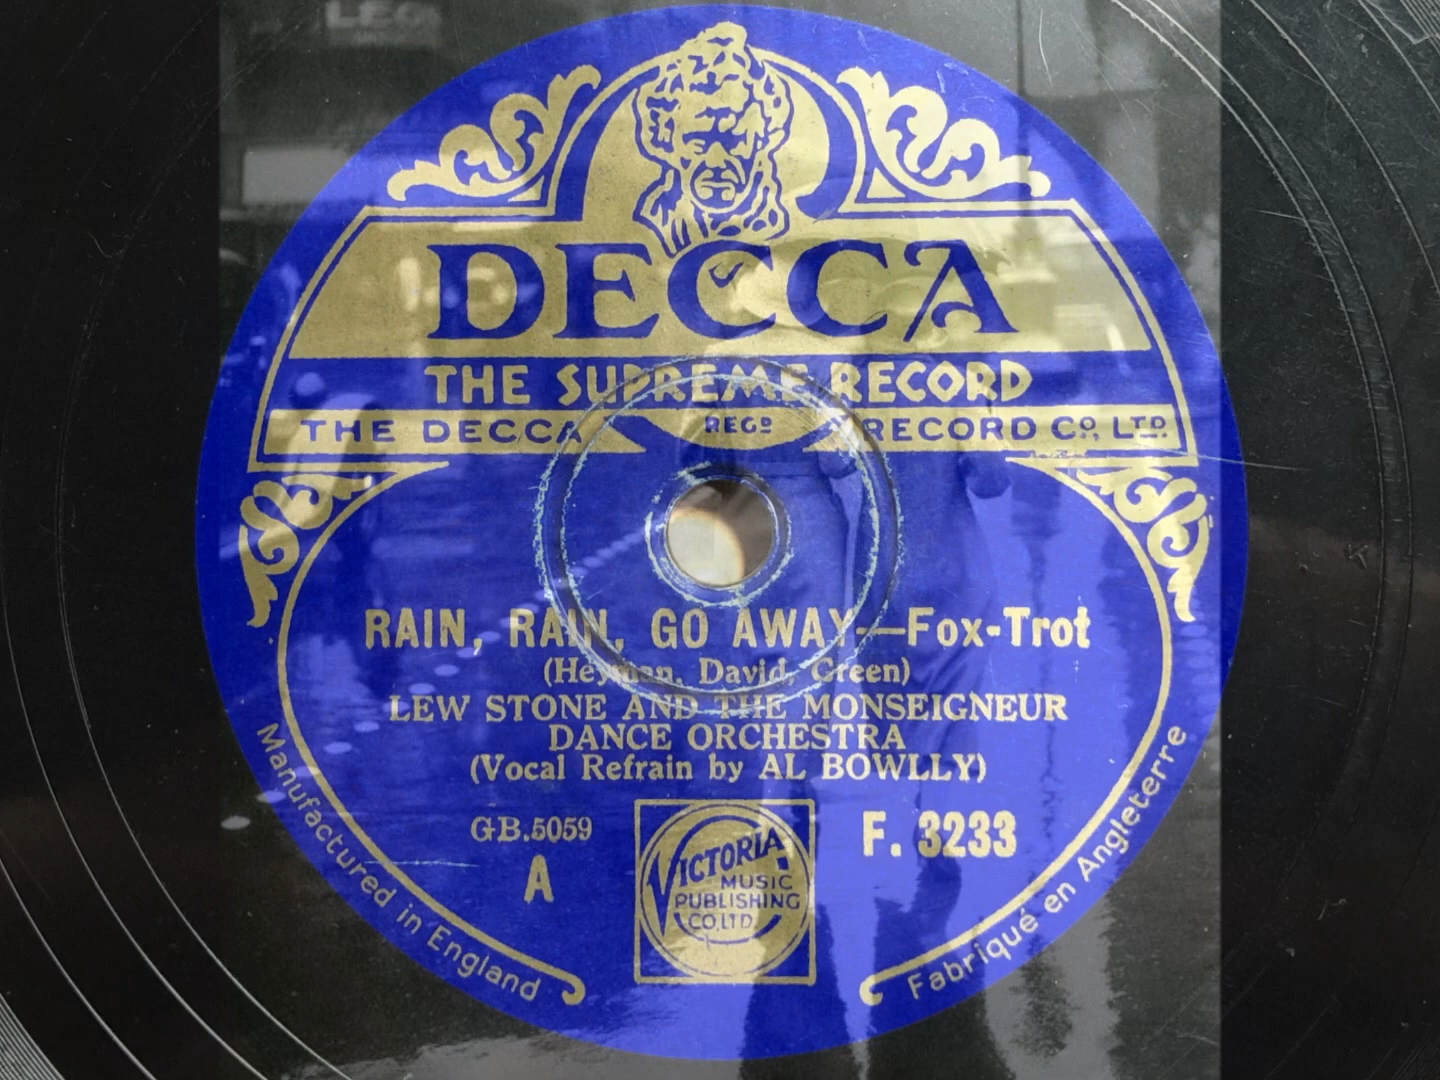 LEG
DECCA
THE SUPREME RECORD
THE DECCA REGD RECORD CO., LTD.
RAIN, RAIN, GO AWAY—Fox-Trot
(Heyman, David, Green)
LEW STONE AND THE MONSEIGNEUR
DANCE ORCHESTRA
(Vocal Refrain by AL BOWLLY)
GB.5059
F. 3233
A
VICTORIA
MUSIC
PUBLISHING
CO, LTD.
Manufactured in England
Fabriqué en Angleterre